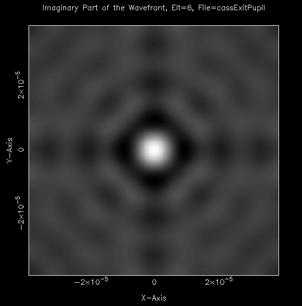 Imaginary Part of the Wavefront, Elt=6, File=cassExitPupil
2×10⁻⁵
0
−2×10⁻⁵
Y−Axis
−2×10⁻⁵ 0 2×10⁻⁵
X−Axis